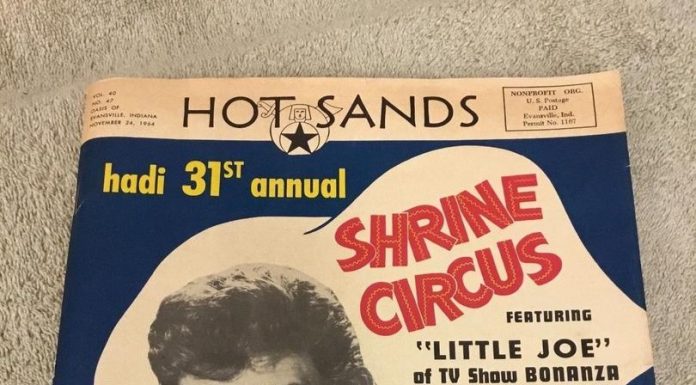 VOL. 40
NO. 47
OASIS OF
EVANSVILLE, INDIANA
NOVEMBER 24, 1964
HOT SANDS
NONPROFIT ORG.
U. S. Postage
PAID
Evansville, Ind.
Permit No. 1167
hadi 31ST annual
SHRINE
CIRCUS
FEATURING
"LITTLE JOE"
of TV Show BONANZA